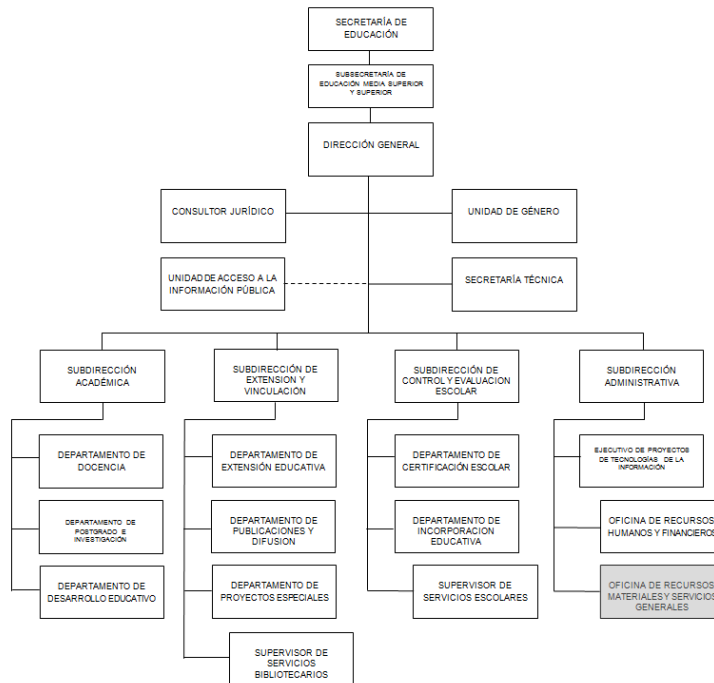 SECRETARÍA DE
EDUCACIÓN
SUBSECRETARÍA DE
EDUCACIÓN MEDIA SUPERIOR
Y SUPERIOR
DIRECCIÓN GENERAL
CONSULTOR JURÍDICO
UNIDAD DE GÉNERO
UNIDAD DE ACCESO A LA
INFORMACIÓN PÚBLICA
SECRETARÍA TÉCNICA
SUBDIRECCIÓN
ACADÉMICA
SUBDIRECCIÓN DE
EXTENSION Y
VINCULACIÓN
SUBDIRECCIÓN DE
CONTROL Y EVALUACION
ESCOLAR
SUBDIRECCIÓN
ADMINISTRATIVA
DEPARTAMENTO DE
DOCENCIA
DEPARTAMENTO DE
EXTENSIÓN EDUCATIVA
DEPARTAMENTO DE
CERTIFICACIÓN ESCOLAR
EJECUTIVO DE PROYECTOS
DE TECNOLOGÍAS DE LA
INFORMACIÓN
DEPARTAMENTO DE
POSTGRADO E
INVESTIGACIÓN
DEPARTAMENTO DE
PUBLICACIONES Y
DIFUSION
DEPARTAMENTO DE
INCORPORACION
EDUCATIVA
OFICINA DE RECURSOS
HUMANOS Y FINANCIEROS
DEPARTAMENTO DE
DESARROLLO EDUCATIVO
DEPARTAMENTO DE
PROYECTOS ESPECIALES
SUPERVISOR DE
SERVICIOS ESCOLARES
OFICINA DE RECURSOS
MATERIALES Y SERVICIOS
GENERALES
SUPERVISOR DE
SERVICIOS
BIBLIOTECARIOS